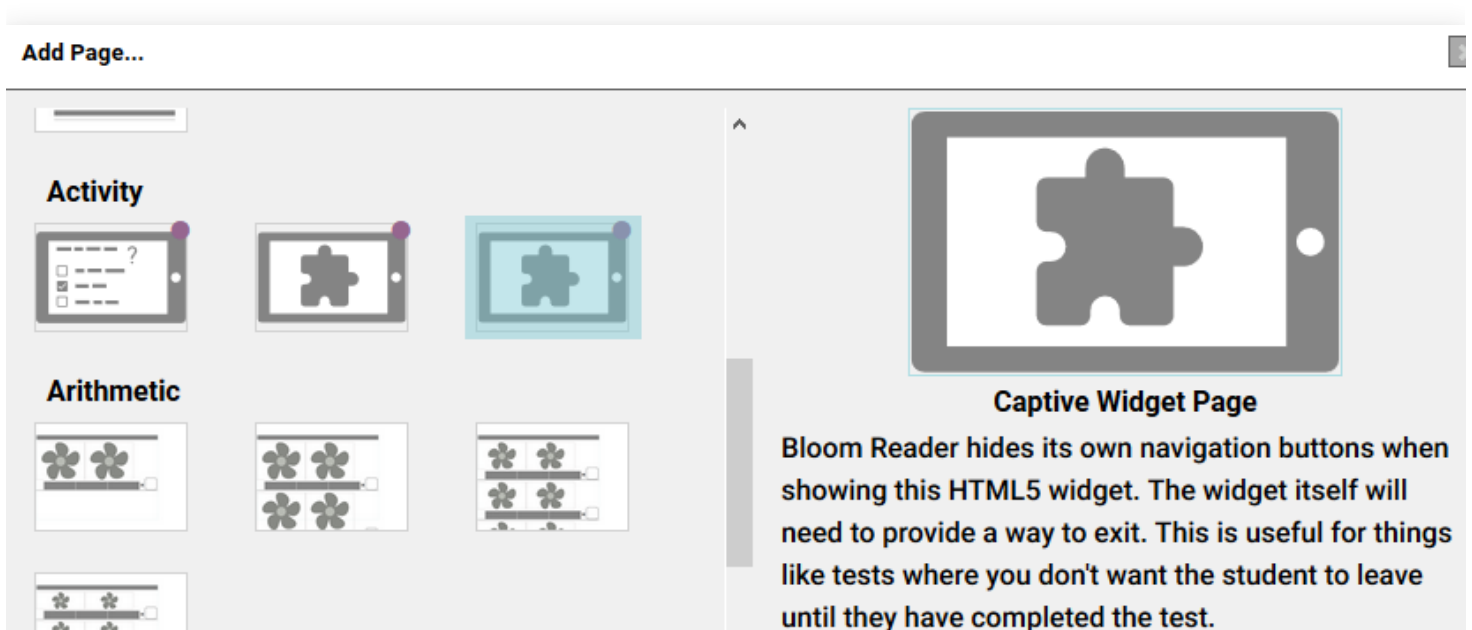 Add Page...
Activity
?
Arithmetic
Captive Widget Page
Bloom Reader hides its own navigation buttons when
showing this HTML5 widget. The widget itself will
need to provide a way to exit. This is useful for things
like tests where you don't want the student to leave
until they have completed the test.